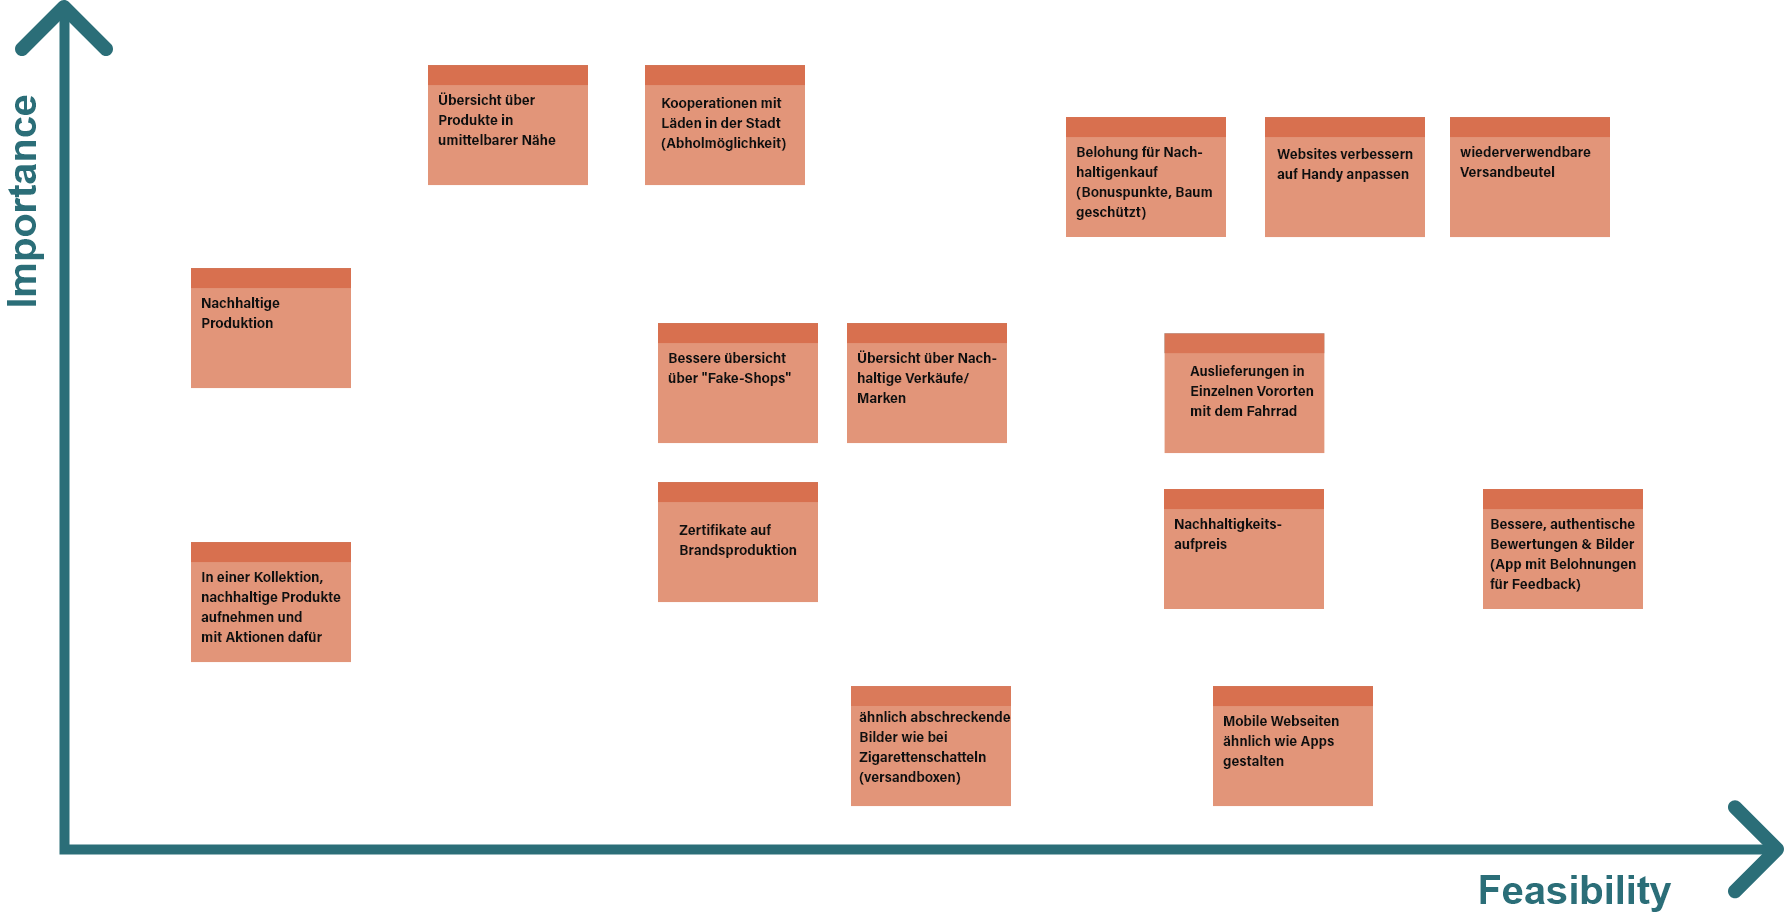 Importance
Übersicht über
Produkte in
umittelbarer Nähe
Kooperationen mit
Läden in der Stadt
(Abholmöglichkeit)
Belohung für Nach-
haltigenkauf
(Bonuspunkte, Baum
geschützt)
Websites verbessern
auf Handy anpassen
wiederverwendbare
Versandbeutel
Nachhaltige
Produktion
Bessere übersicht
über "Fake-Shops"
Übersicht über Nach-
haltige Verkäufe/
Marken
Auslieferungen in
Einzelnen Vororten
mit dem Fahrrad
Zertifikate auf
Brandsproduktion
Nachhaltigkeits-
aufpreis
Bessere, authentische
Bewertungen & Bilder
(App mit Belohnungen
für Feedback)
In einer Kollektion,
nachhaltige Produkte
aufnehmen und
mit Aktionen dafür
ähnlich abschreckende
Bilder wie bei
Zigarettenschatteln
(versandboxen)
Mobile Webseiten
ähnlich wie Apps
gestalten
Feasibility